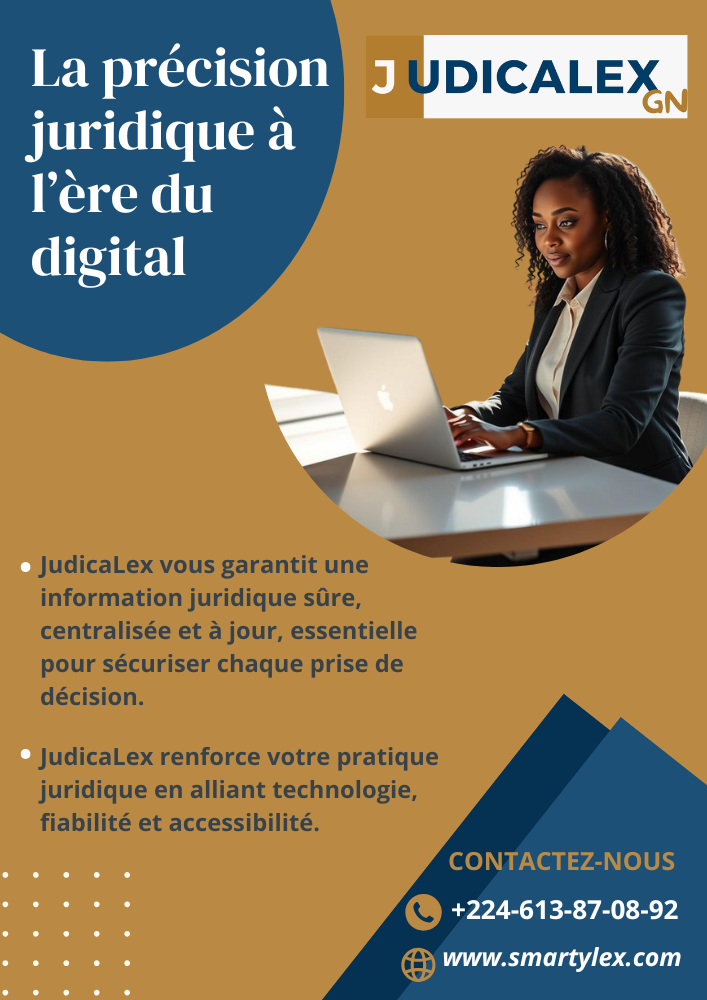 La précision
juridique à
l’ère du
digital
JUDICALEX
GN
JudicaLex vous garantit une
information juridique sûre,
centralisée et à jour, essentielle
pour sécuriser chaque prise de
décision.
JudicaLex renforce votre pratique
juridique en alliant technologie,
fiabilité et accessibilité.
CONTACTEZ-NOUS
+224-613-87-08-92
www.smartylex.com